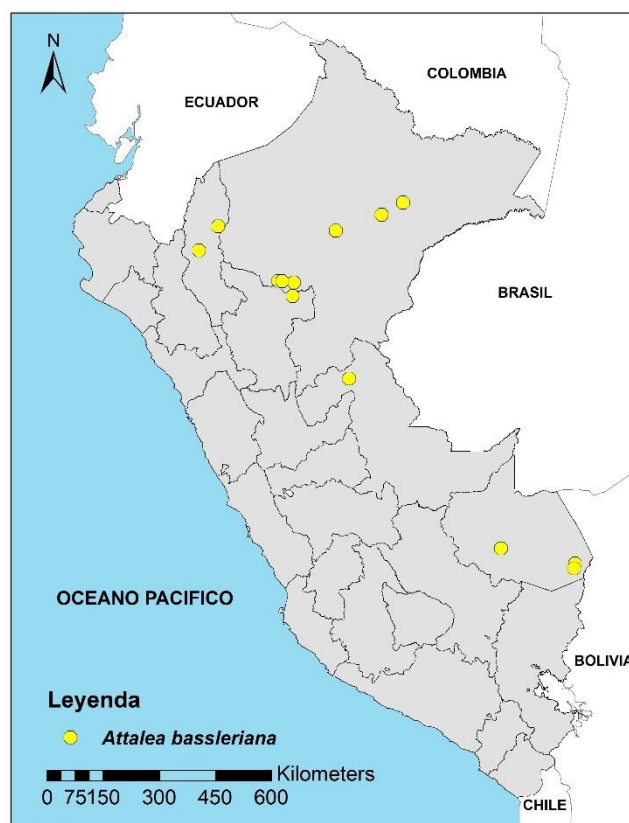 N
COLOMBIA
ECUADOR
BRASIL
OCEANO PACIFICO
BOLIVIA
Leyenda
Attalea bassleriana
Kilometers
0 75150 300 450 600
CHILE